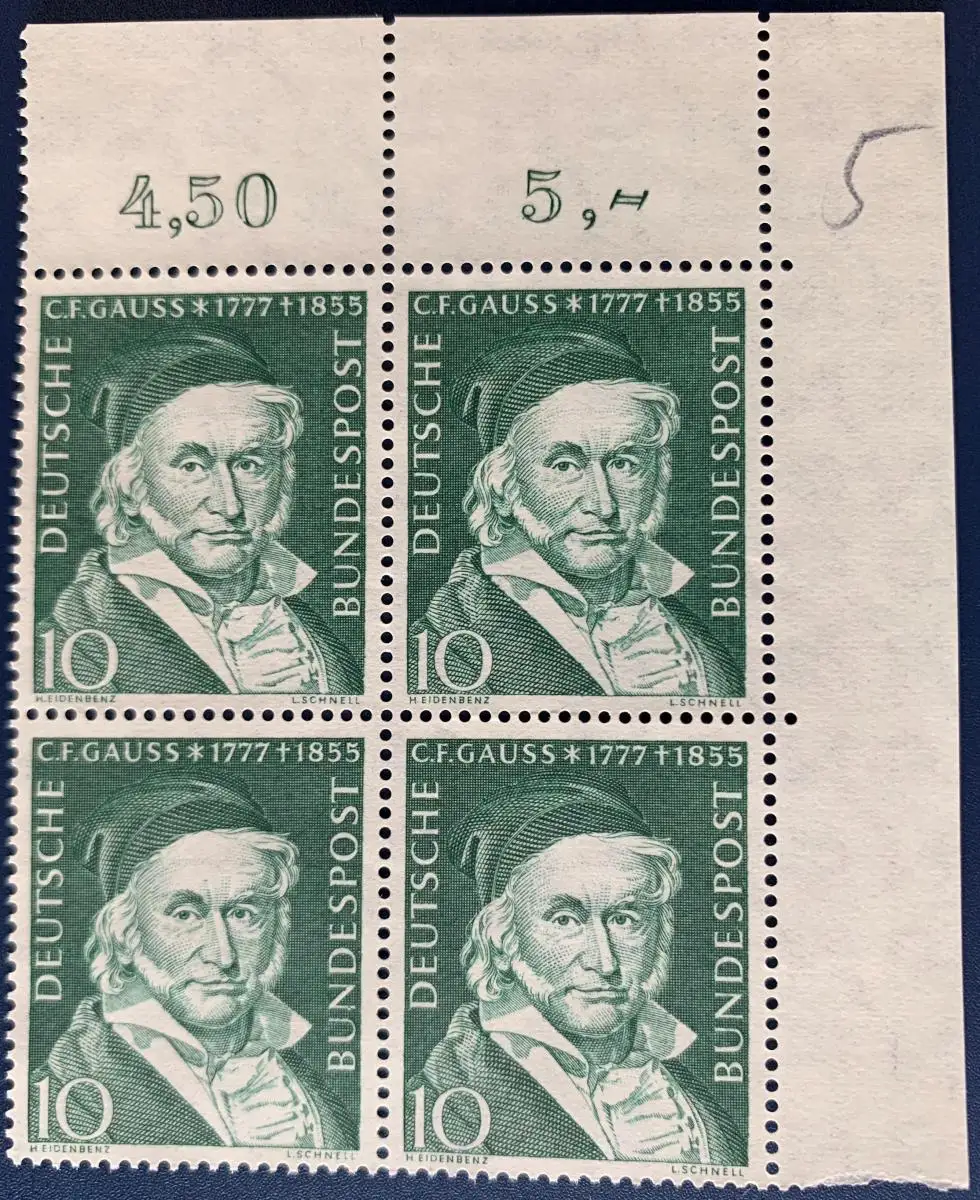 4,50 5,-
5
C.F. GAUSS * 1777 † 1855
DEUTSCHE
BUNDESPOST
10
H.EIDENBENZ L.SCHNELL
C.F. GAUSS * 1777 † 1855
DEUTSCHE
BUNDESPOST
10
H.EIDENBENZ L.SCHNELL
C.F. GAUSS * 1777 † 1855
DEUTSCHE
BUNDESPOST
10
H.EIDENBENZ L.SCHNELL
C.F. GAUSS * 1777 † 1855
DEUTSCHE
BUNDESPOST
10
H.EIDENBENZ L.SCHNELL